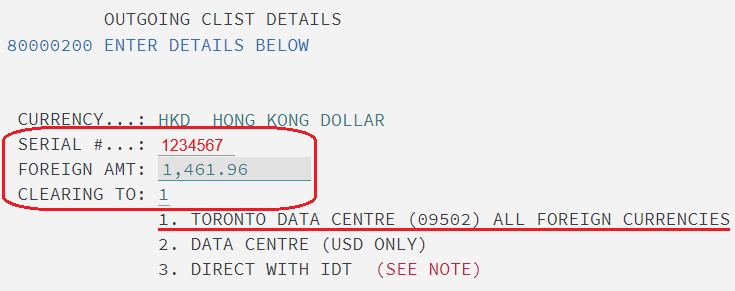 OUTGOING CLIST DETAILS
80000200 ENTER DETAILS BELOW
CURRENCY...: HKD HONG KONG DOLLAR
SERIAL #...: 1234567
FOREIGN AMT: 1,461.96
CLEARING TO: 1
1. TORONTO DATA CENTRE (09502) ALL FOREIGN CURRENCIES
2. DATA CENTRE (USD ONLY)
3. DIRECT WITH IDT (SEE NOTE)